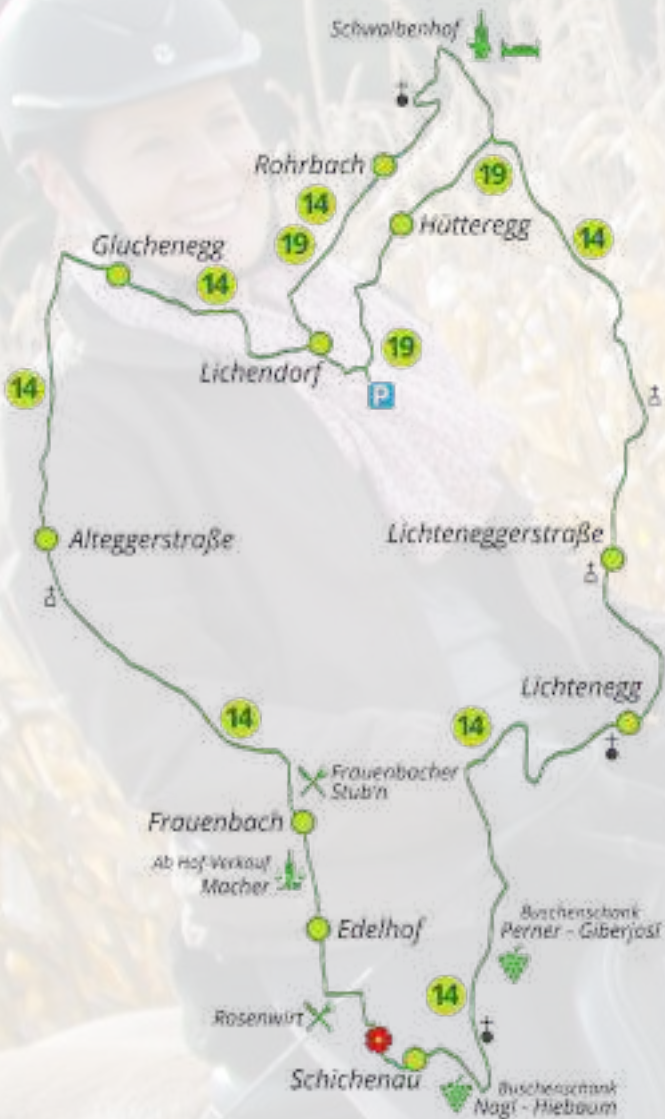 Schwalbenhof
Rohrbach
19
14
Hütteregg
19
14
Gluchenegg
14
Lichendorf
19
P
14
Alteggerstraße
Lichteneggerstraße
Lichtenegg
14
14
Frauenbacher
Stub'n
Frauenbach
Ab Hof-Verkauf
Macher
Buschenschank
Perner - Giberjosl
Edelhof
14
Rosenwirt
Schichenau
Buschenschank
Nagl - Hiebaum